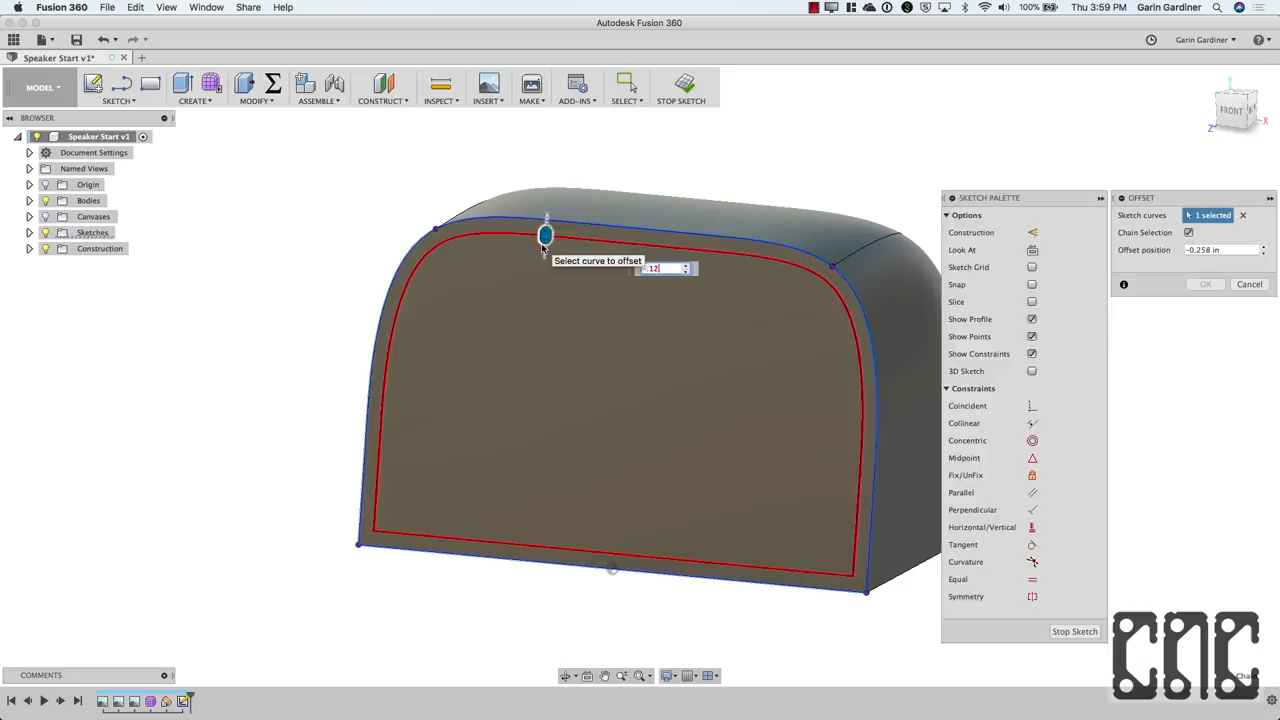 Fusion 360 File Edit View Window Share Help 100% Thu 3:59 PM Garin Gardiner
Autodesk Fusion 360
Garin Gardiner
Speaker Start v1*
MODEL
SKETCH CREATE MODIFY ASSEMBLE CONSTRUCT INSPECT INSERT MAKE ADD-INS SELECT STOP SKETCH
BROWSER
Speaker Start v1
Document Settings
Named Views
Origin
Bodies
Canvases
Sketches
Construction
Y
FRONT
X
Z
Select curve to offset
-.12
SKETCH PALETTE
Options
Construction
Look At
Sketch Grid
Snap
Slice
Show Profile
Show Points
Show Constraints
3D Sketch
Constraints
Coincident
Collinear
Concentric
Midpoint
Fix/UnFix
Parallel
Perpendicular
Horizontal/Vertical
Tangent
Curvature
Equal
Symmetry
Stop Sketch
OFFSET
Sketch curves 1 selected
Chain Selection
Offset position -0.258 in
OK Cancel
COMMENTS
CNC